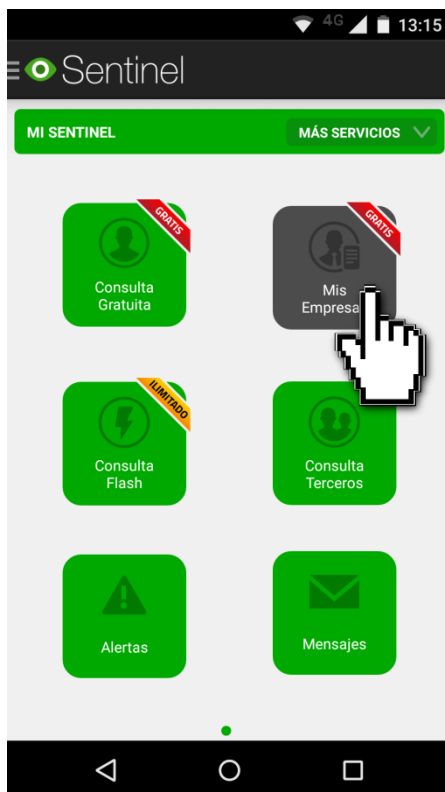 4G 13:15
Sentinel
MI SENTINEL MÁS SERVICIOS
GRATIS
Consulta
Gratuita
GRATIS
Mis
Empresa
ILIMITADO
Consulta
Flash
Consulta
Terceros
Alertas
Mensajes